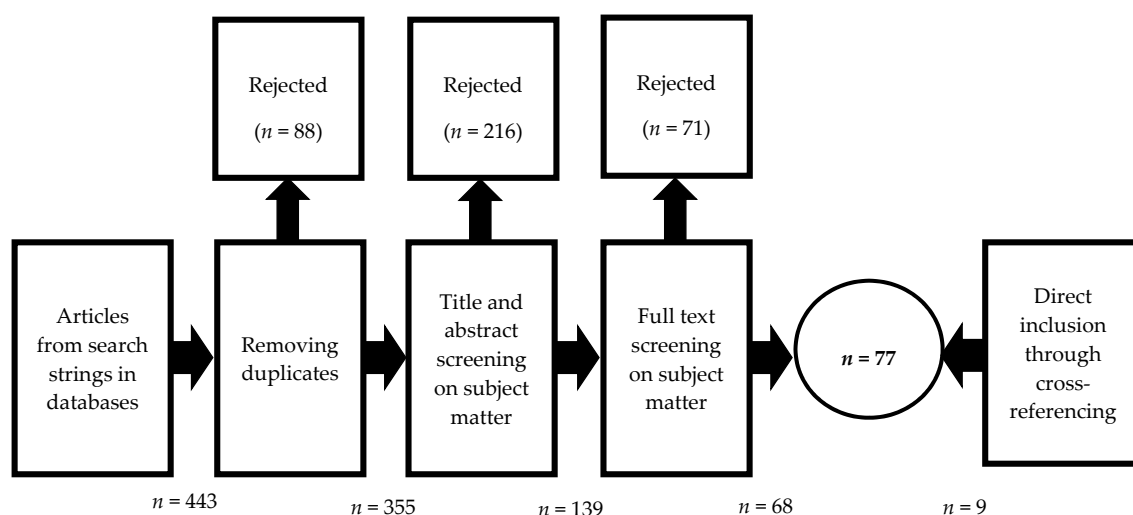 Rejected
(n = 88)
Rejected
(n = 216)
Rejected
(n = 71)
Articles
from search
strings in
databases
Removing
duplicates
Title and
abstract
screening
on subject
matter
Full text
screening
on subject
matter
n = 77
Direct
inclusion
through
cross-
referencing
n = 443
n = 355
n = 139
n = 68
n = 9